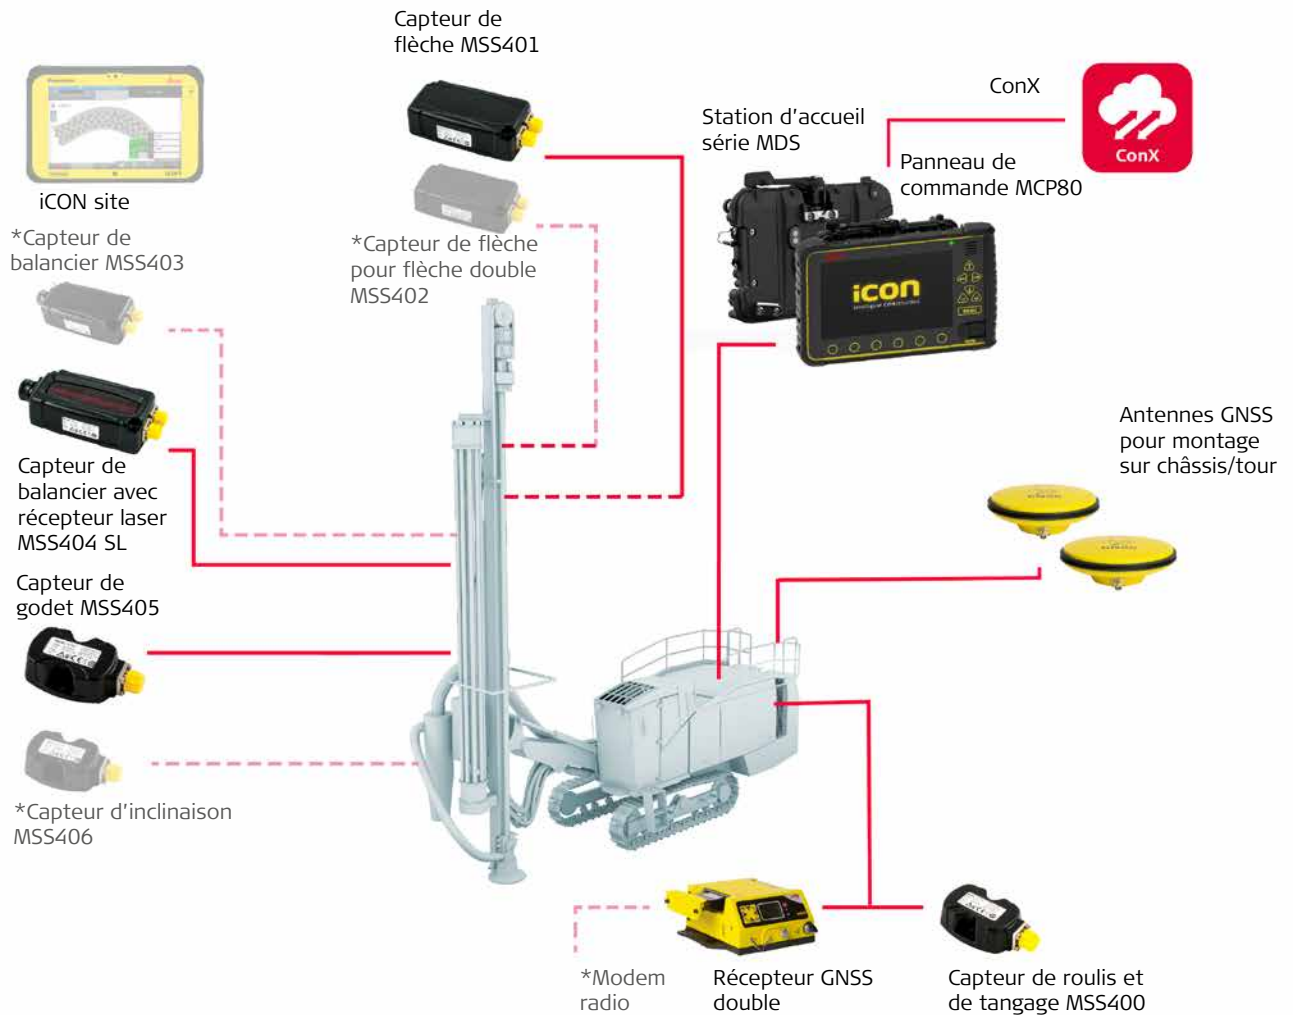 Capteur de
flèche MSS401
iCON site
*Capteur de
balancier MSS403
*Capteur de flèche
pour flèche double
MSS402
Station d'accueil
série MDS
ConX
ConX
Panneau de
commande MCP80
icon
Antennes GNSS
pour montage
sur châssis/tour
Capteur de
balancier avec
récepteur laser
MSS404 SL
Capteur de
godet MSS405
*Capteur d'inclinaison
MSS406
*Modem
radio
Récepteur GNSS
double
Capteur de roulis et
de tangage MSS400